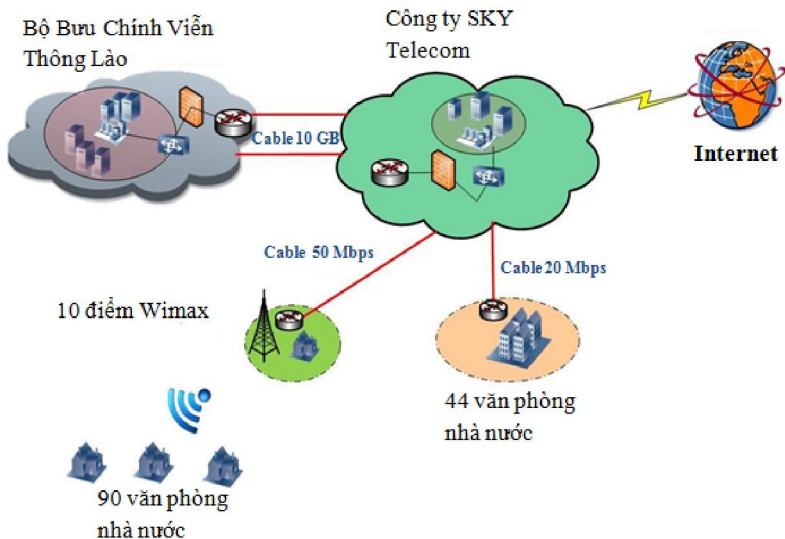 Bộ Bưu Chính Viễn
Thông Lào
Công ty SKY
Telecom
Cable 10 GB
Internet
Cable 50 Mbps
Cable 20 Mbps
10 điểm Wimax
44 văn phòng
nhà nước
90 văn phòng
nhà nước